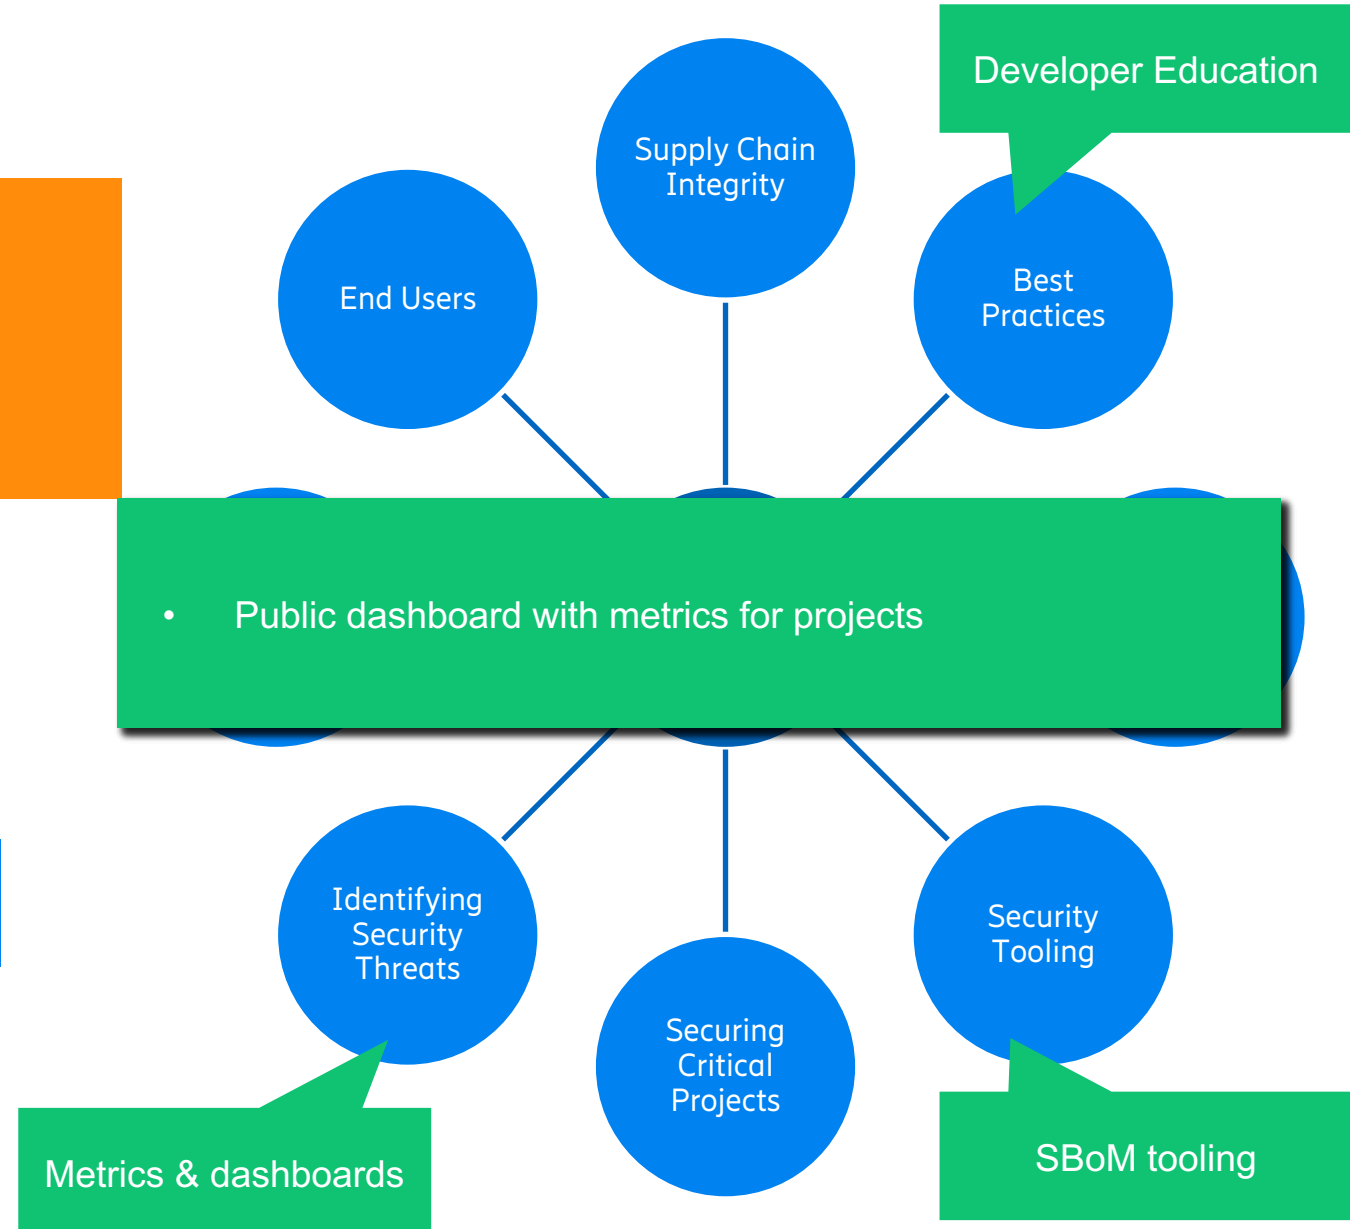 Developer Education
Supply Chain
Integrity
End Users
Best
Practices
• Public dashboard with metrics for projects
Identifying
Security
Threats
Security
Tooling
Securing
Critical
Projects
Metrics & dashboards
SBoM tooling